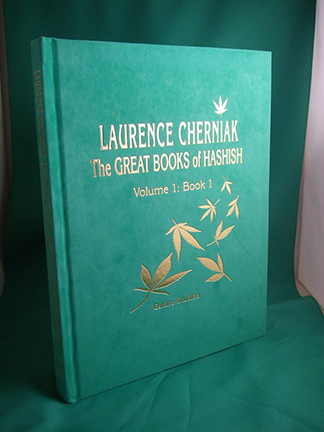 LAURENCE CHERNIAK
The GREAT BOOKS of HASHISH
Volume 1: Book 1